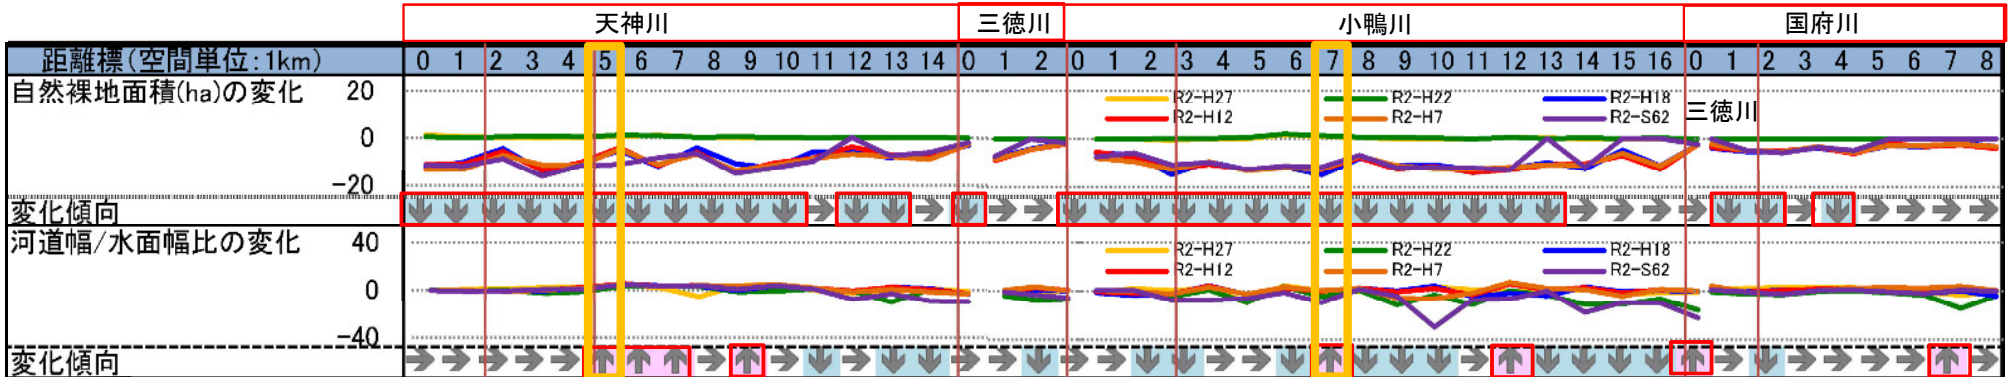 天神川 三徳川 小鴨川 国府川
距離標(空間単位:1km) 0 1 2 3 4 5 6 7 8 9 10 11 12 13 14 0 2 0 1 2 3 4 5 6 7 8 9 10 11 12 13 14 15 16 0 1 2 3 4 5 6 7 8
自然裸地面積(ha)の変化 20
R2-H27 R2-H22 R2-H18
R2-H12 R2-H7 R2-S62
三徳川
0
-20
変化傾向
河道幅/水面幅比の変化 40
R2-H27 R2-H22 R2-H18
R2-H12 R2-H7 R2-S62
0
-40
変化傾向